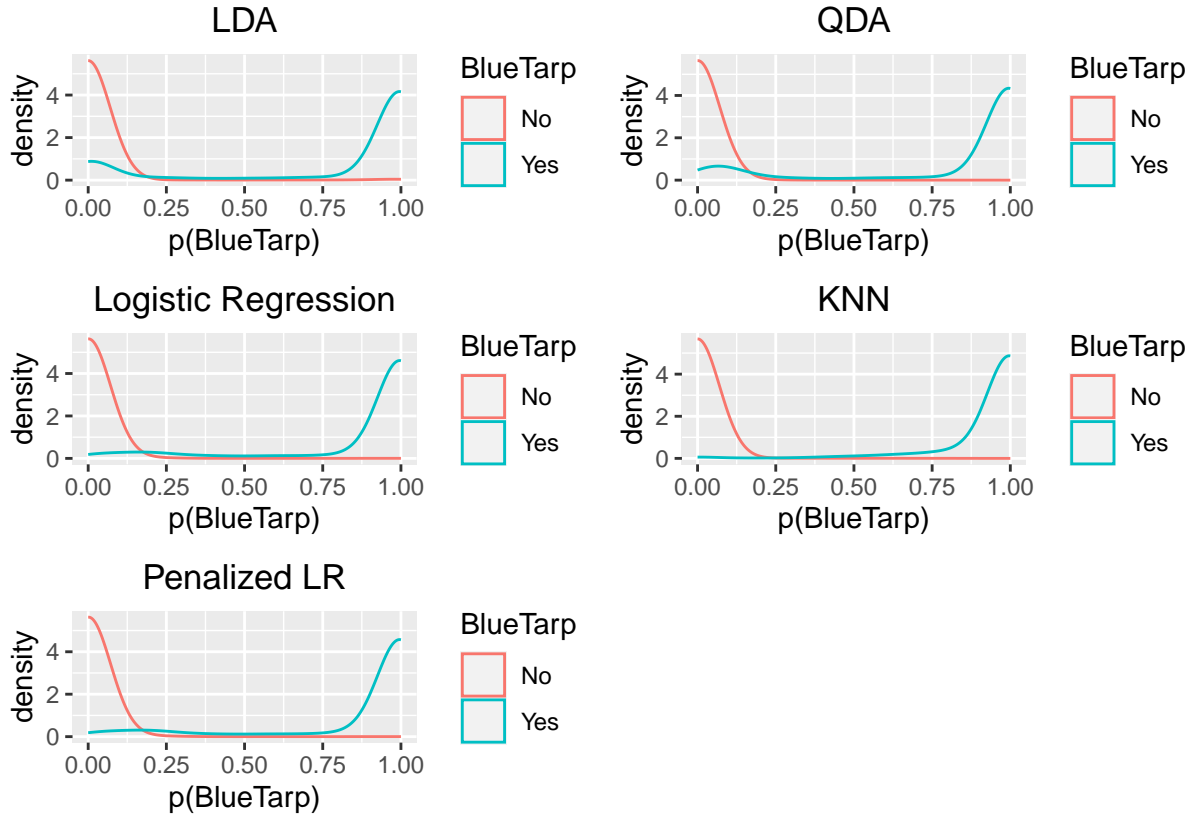 LDA
density
4
2
0
0.00 0.25 0.50 0.75 1.00
p(BlueTarp)
BlueTarp
No
Yes
QDA
density
4
2
0
0.00 0.25 0.50 0.75 1.00
p(BlueTarp)
BlueTarp
No
Yes
Logistic Regression
density
4
2
0
0.00 0.25 0.50 0.75 1.00
p(BlueTarp)
BlueTarp
No
Yes
KNN
density
4
2
0
0.00 0.25 0.50 0.75 1.00
p(BlueTarp)
BlueTarp
No
Yes
Penalized LR
density
4
2
0
0.00 0.25 0.50 0.75 1.00
p(BlueTarp)
BlueTarp
No
Yes